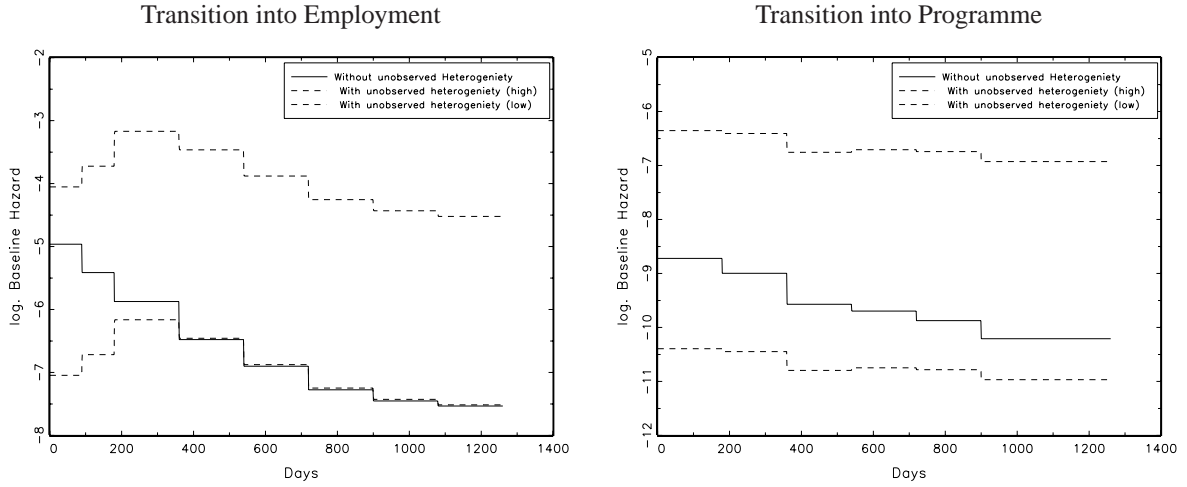 Transition into Employment
Without unobserved Heterogeniety
With unobserved heterogeniety (high)
With unobserved heterogeniety (low)
log. Baseline Hazard
-2
-3
-4
-5
-6
-7
-8
0 200 400 600 800 1000 1200 1400
Days
Transition into Programme
Without unobserved Heterogeniety
With unobserved heterogeniety (high)
With unobserved heterogeniety (low)
log. Baseline Hazard
-5
-6
-7
-8
-9
-10
-11
-12
0 200 400 600 800 1000 1200 1400
Days